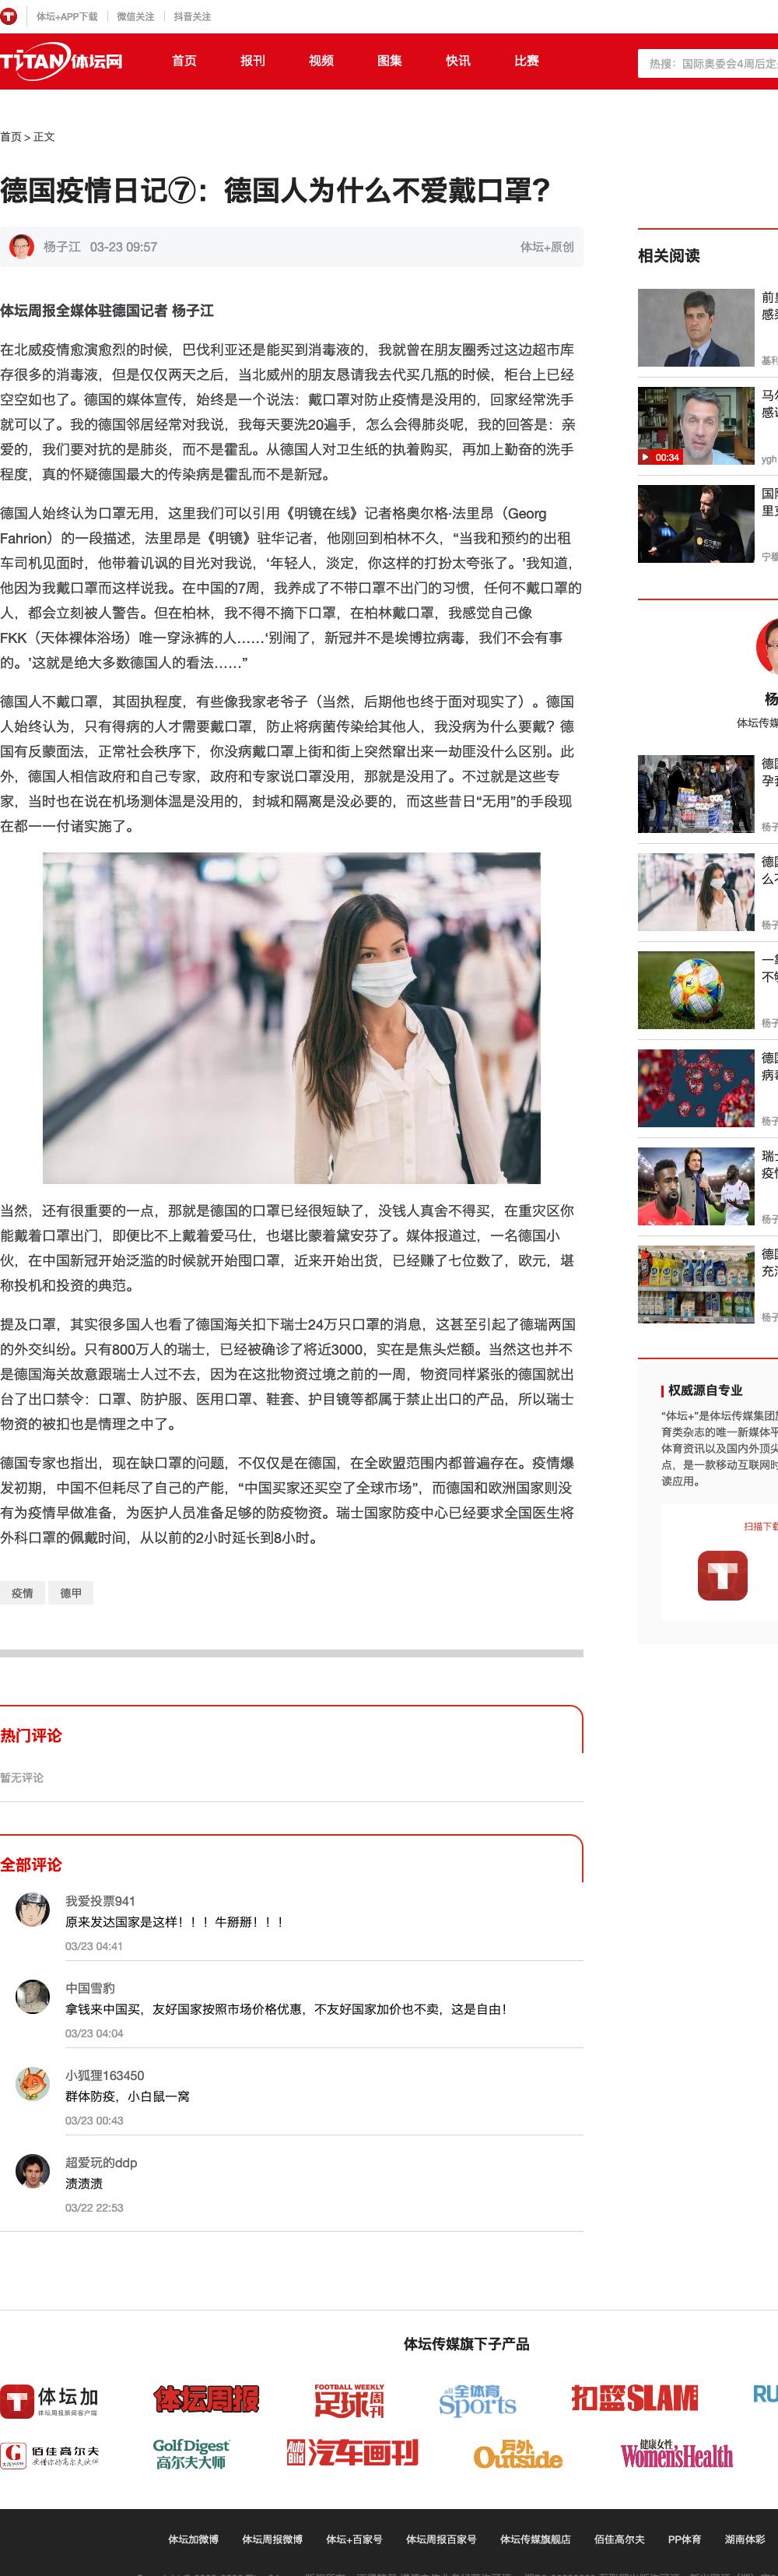 体坛+APP下载 微信关注 抖音关注
TiTAN体坛网 首页 报刊 视频 图集 快讯 比赛
热搜：国际奥委会4周后定
首页 > 正文
德国疫情日记⑦：德国人为什么不爱戴口罩？
杨子江 03-23 09:57 体坛+原创
体坛周报全媒体驻德国记者 杨子江
在北威疫情愈演愈烈的时候，巴伐利亚还是能买到消毒液的，我就曾在朋友圈秀过这边超市库
存很多的消毒液，但是仅仅两天之后，当北威州的朋友恳请我去代买几瓶的时候，柜台上已经
空空如也了。德国的媒体宣传，始终是一个说法：戴口罩对防止疫情是没用的，回家经常洗手
就可以了。我的德国邻居经常对我说，我每天要洗20遍手，怎么会得肺炎呢，我的回答是：亲
爱的，我们要对抗的是肺炎，而不是霍乱。从德国人对卫生纸的执着购买，再加上勤奋的洗手
程度，真的怀疑德国最大的传染病是霍乱而不是新冠。
德国人始终认为口罩无用，这里我们可以引用《明镜在线》记者格奥尔格·法里昂（Georg
Fahrion）的一段描述，法里昂是《明镜》驻华记者，他刚回到柏林不久，“当我和预约的出租
车司机见面时，他带着讥讽的目光对我说，‘年轻人，淡定，你这样的打扮太夸张了。’我知道，
他因为我戴口罩而这样说我。在中国的7周，我养成了不带口罩不出门的习惯，任何不戴口罩的
人，都会立刻被人警告。但在柏林，我不得不摘下口罩，在柏林戴口罩，我感觉自己像
FKK（天体裸体浴场）唯一穿泳裤的人……‘别闹了，新冠并不是埃博拉病毒，我们不会有事
的。’这就是绝大多数德国人的看法……”
德国人不戴口罩，其固执程度，有些像我家老爷子（当然，后期他也终于面对现实了）。德国
人始终认为，只有得病的人才需要戴口罩，防止将病菌传染给其他人，我没病为什么要戴？德
国有反蒙面法，正常社会秩序下，你没病戴口罩上街和街上突然窜出来一劫匪没什么区别。此
外，德国人相信政府和自己专家，政府和专家说口罩没用，那就是没用了。不过就是这些专
家，当时也在说在机场测体温是没用的，封城和隔离是没必要的，而这些昔日“无用”的手段现
在都一一付诸实施了。
当然，还有很重要的一点，那就是德国的口罩已经很短缺了，没钱人真舍不得买，在重灾区你
能戴着口罩出门，即便比不上戴着爱马仕，也堪比蒙着黛安芬了。媒体报道过，一名德国小
伙，在中国新冠开始泛滥的时候就开始囤口罩，近来开始出货，已经赚了七位数了，欧元，堪
称投机和投资的典范。
提及口罩，其实很多国人也看了德国海关扣下瑞士24万只口罩的消息，这甚至引起了德瑞两国
的外交纠纷。只有800万人的瑞士，已经被确诊了将近3000，实在是焦头烂额。当然这也并不
是德国海关故意跟瑞士人过不去，因为在这批物资过境之前的一周，物资同样紧张的德国就出
台了出口禁令：口罩、防护服、医用口罩、鞋套、护目镜等都属于禁止出口的产品，所以瑞士
物资的被扣也是情理之中了。
德国专家也指出，现在缺口罩的问题，不仅仅是在德国，在全欧盟范围内都普遍存在。疫情爆
发初期，中国不但耗尽了自己的产能，“中国买家还买空了全球市场”，而德国和欧洲国家则没
有为疫情早做准备，为医护人员准备足够的防疫物资。瑞士国家防疫中心已经要求全国医生将
外科口罩的佩戴时间，从以前的2小时延长到8小时。
疫情 德甲
热门评论
暂无评论
全部评论
我爱投票941
原来发达国家是这样！！！牛掰掰！！！
03/23 04:41
中国雪豹
拿钱来中国买，友好国家按照市场价格优惠，不友好国家加价也不卖，这是自由！
03/23 04:04
小狐狸163450
群体防疫，小白鼠一窝
03/23 00:43
超爱玩的ddp
渍渍渍
03/22 22:53
相关阅读
感
基利
00:34
ygh
国
宁
杨
体坛传媒
德国
杨子
德国
么不
杨子
一
不
杨子
德国
病毒
杨子
瑞士
疫情
杨子
德国
充
杨子
权威源自专业
“体坛+”是体坛传媒集团
育类杂志的唯一新媒体平
体育资讯以及国内外顶尖
点，是一款移动互联网时
读应用。
扫描下载
体坛传媒旗下子产品
体坛加 体坛周报新闻客户端 体坛周报 FOOTBALL WEEKLY 足球周刊 全体育 Sports 扣篮SLAM RU
佰佳高尔夫 Golf Digest 高尔夫大师 Auto Bild 汽车画刊 户外 Outside 健康女性 Women'sHealth
体坛加微博 体坛周报微博 体坛+百家号 体坛周报百家号 体坛传媒旗舰店 佰佳高尔夫 PP体育 湖南体彩